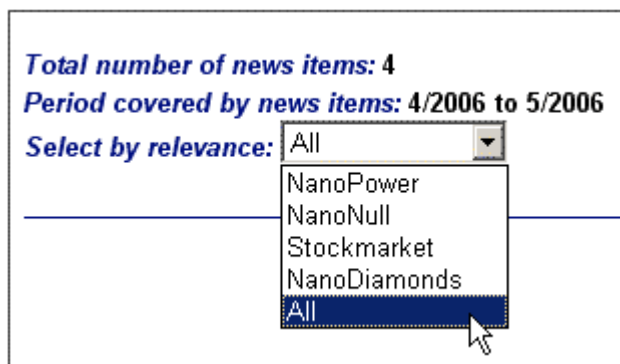 Total number of news items: 4
Period covered by news items: 4/2006 to 5/2006
Select by relevance: All
NanoPower
NanoNull
Stockmarket
NanoDiamonds
All